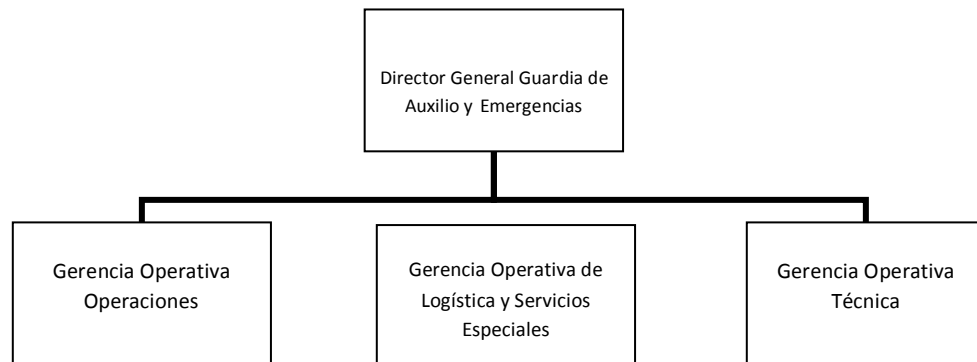 Director General Guardia de
Auxilio y Emergencias
Gerencia Operativa
Operaciones
Gerencia Operativa de
Logística y Servicios
Especiales
Gerencia Operativa
Técnica